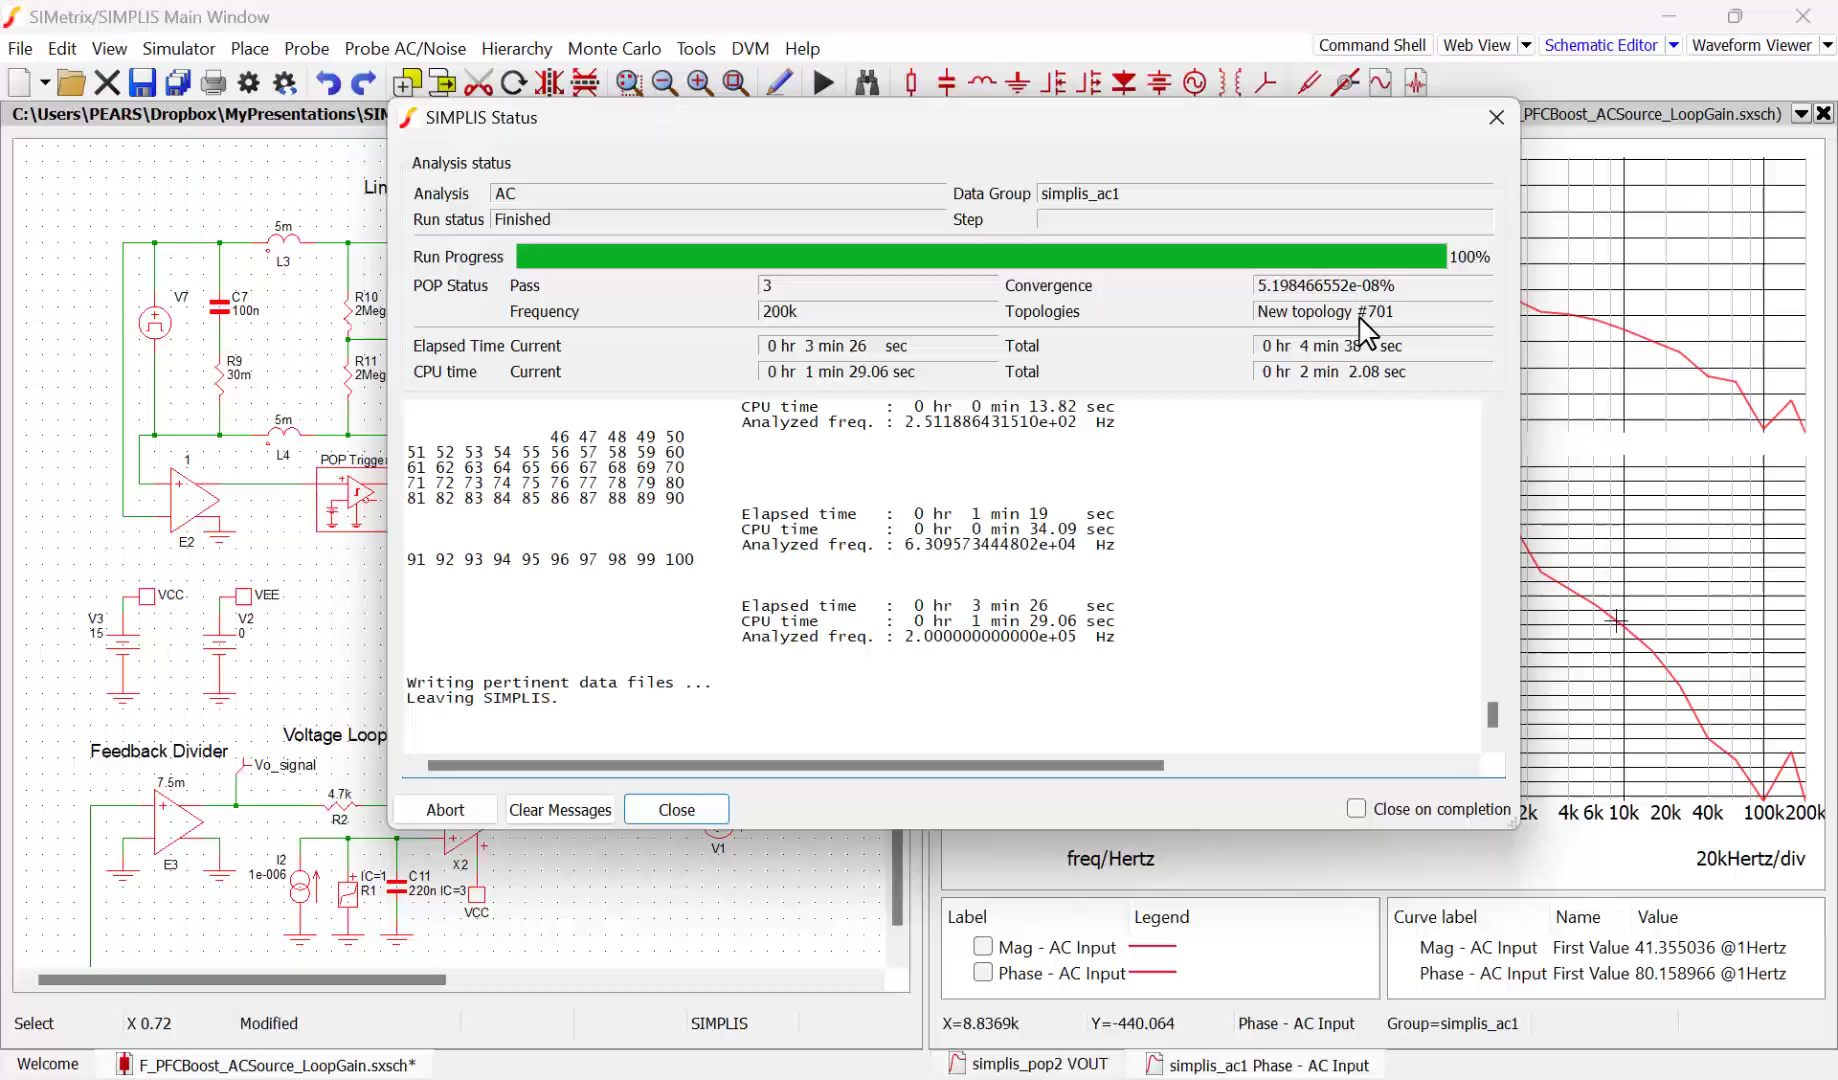 SIMetrix/SIMPLIS Main Window
File Edit View Simulator Place Probe Probe AC/Noise Hierarchy Monte Carlo Tools DVM Help
Command Shell Web View Schematic Editor Waveform Viewer
C:\Users\PEARS\Dropbox\MyPresentations\SIM
_PFCBoost_ACSource_LoopGain.sxsch)
SIMPLIS Status
Analysis status
Analysis AC Data Group simplis_ac1
Run status Finished Step
Run Progress 100%
POP Status Pass 3 Convergence 5.198466552e-08%
Frequency 200k Topologies New topology #701
Elapsed Time Current 0 hr 3 min 26 sec Total 0 hr 4 min 38 sec
CPU time Current 0 hr 1 min 29.06 sec Total 0 hr 2 min 2.08 sec
CPU time : 0 hr 0 min 13.82 sec
Analyzed freq. : 2.511886431510e+02 Hz
46 47 48 49 50
51 52 53 54 55 56 57 58 59 60
61 62 63 64 65 66 67 68 69 70
71 72 73 74 75 76 77 78 79 80
81 82 83 84 85 86 87 88 89 90
Elapsed time : 0 hr 1 min 19 sec
CPU time : 0 hr 0 min 34.09 sec
Analyzed freq. : 6.309573444802e+04 Hz
91 92 93 94 95 96 97 98 99 100
Elapsed time : 0 hr 3 min 26 sec
CPU time : 0 hr 1 min 29.06 sec
Analyzed freq. : 2.000000000000e+05 Hz
Writing pertinent data files ...
Leaving SIMPLIS.
Abort Clear Messages Close Close on completion
Lin
5m
L3
V7
C7
100n
R10
2Meg
R9
30m
R11
2Meg
5m
L4
1
POP Trigge
E2
VCC
VEE
V3
15
V2
0
Voltage Loop
Feedback Divider
Vo_signal
7.5m
4.7k
R2
E3
I2
1e-006
IC=1
R1
C11
220n IC=3
X2
VCC
V1
2k 4k 6k 10k 20k 40k 100k200k
freq/Hertz 20kHertz/div
Label Legend
Mag - AC Input
Phase - AC Input
Curve label Name Value
Mag - AC Input First Value 41.355036 @1Hertz
Phase - AC Input First Value 80.158966 @1Hertz
Select X 0.72 Modified SIMPLIS
X=8.8369k Y=-440.064 Phase - AC Input Group=simplis_ac1
Welcome F_PFCBoost_ACSource_LoopGain.sxsch*
simplis_pop2 VOUT simplis_ac1 Phase - AC Input